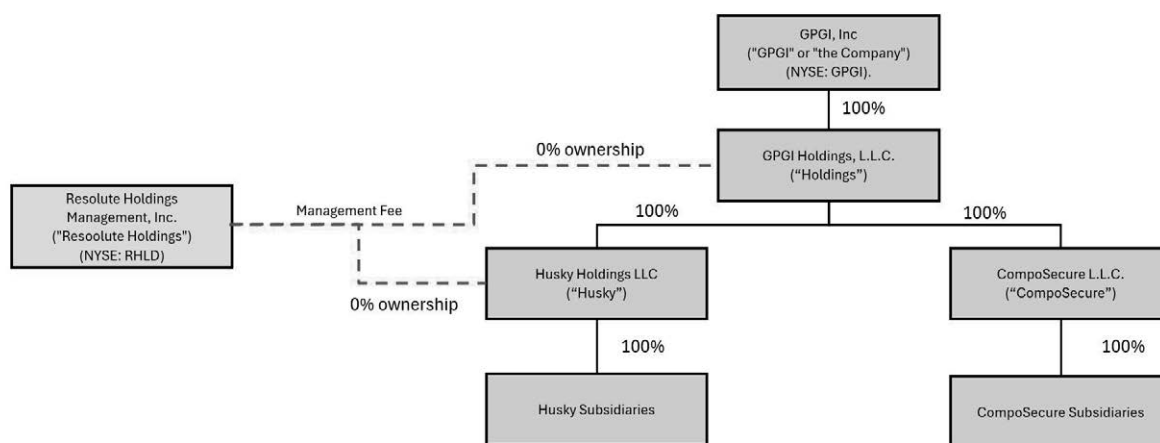 GPGI, Inc
("GPGI" or "the Company")
(NYSE: GPGI).
100%
0% ownership
GPGI Holdings, L.L.C.
(“Holdings”)
Resolute Holdings
Management, Inc.
("Resoolute Holdings")
(NYSE: RHLD)
Management Fee
100%
100%
0% ownership
Husky Holdings LLC
(“Husky”)
CompoSecure L.L.C.
(“CompoSecure”)
100%
100%
Husky Subsidiaries
CompoSecure Subsidiaries